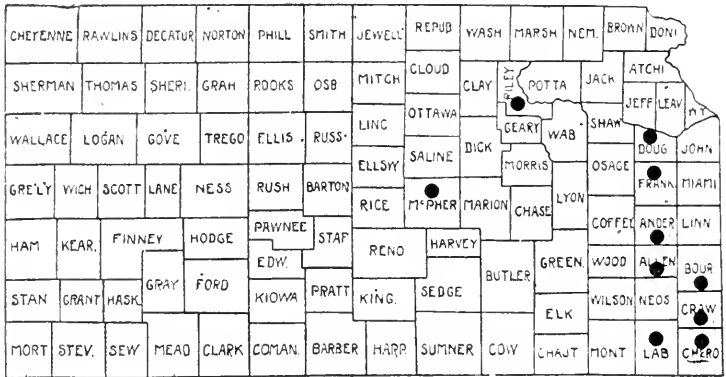 CHEYENNE RAWLINS DECATUR NORTON PHILL SMITH JEWELL REPUB WASH MARSH NEM. BROWN DONI
SHERMAN THOMAS SHERI. GRAH ROOKS OSB MITCH CLOUD CLAY RILEY POTTA JACK ATCHI
JEFF LEAV WY
OTTAWA
WALLACE LOGAN GOVE TREGO ELLIS. RUSS. LINC SALINE DICK GEARY WAB SHAW DOUG JOHN
ELLSW MORRIS OSAGE
GRE'LY WICH SCOTT LANE NESS RUSH BARTON RICE McPHER MARION CHASE LYON FRANK MIAMI
HAM KEAR. FINNEY HODGE PAWNEE STAF RENO HARVEY COFFEE ANDER LINN
EDW.
GRAY FORD BUTLER GREEN. WOOD ALLEN BOUR
STAN GRANT HASK KIOWA PRATT KING. SEDGE ELK WILSON NEOS CRAW
MORT STEV. SEW MEAD CLARK COMAN. BARBER HARP. SUMNER COW CHAUT MONT LAB CHERO